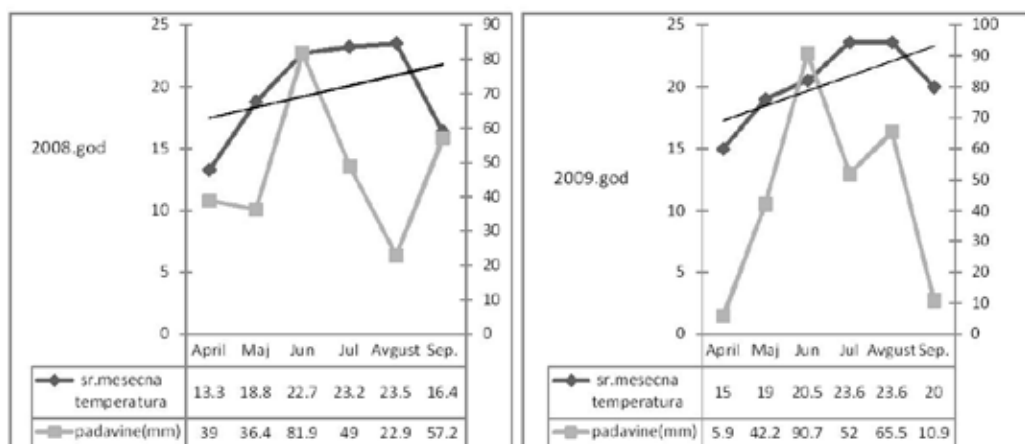 25 90
80
20 70
60
2008.god 15 50
10 40
30
5 20
10
0 0
April Maj Jun Jul Avgust Sep.
sr.mesecna
temperatura 13.3 18.8 22.7 23.2 23.5 16.4
padavine(mm) 39 36.4 81.9 49 22.9 57.2
25 100
90
20 80
70
15 60
2009.god 50
10 40
30
5 20
10
0 0
April Maj Jun Jul Avgust Sep.
sr.mesecna
temperatura 15 19 20.5 23.6 23.6 20
padavine(mm) 5.9 42.2 90.7 52 65.5 10.9